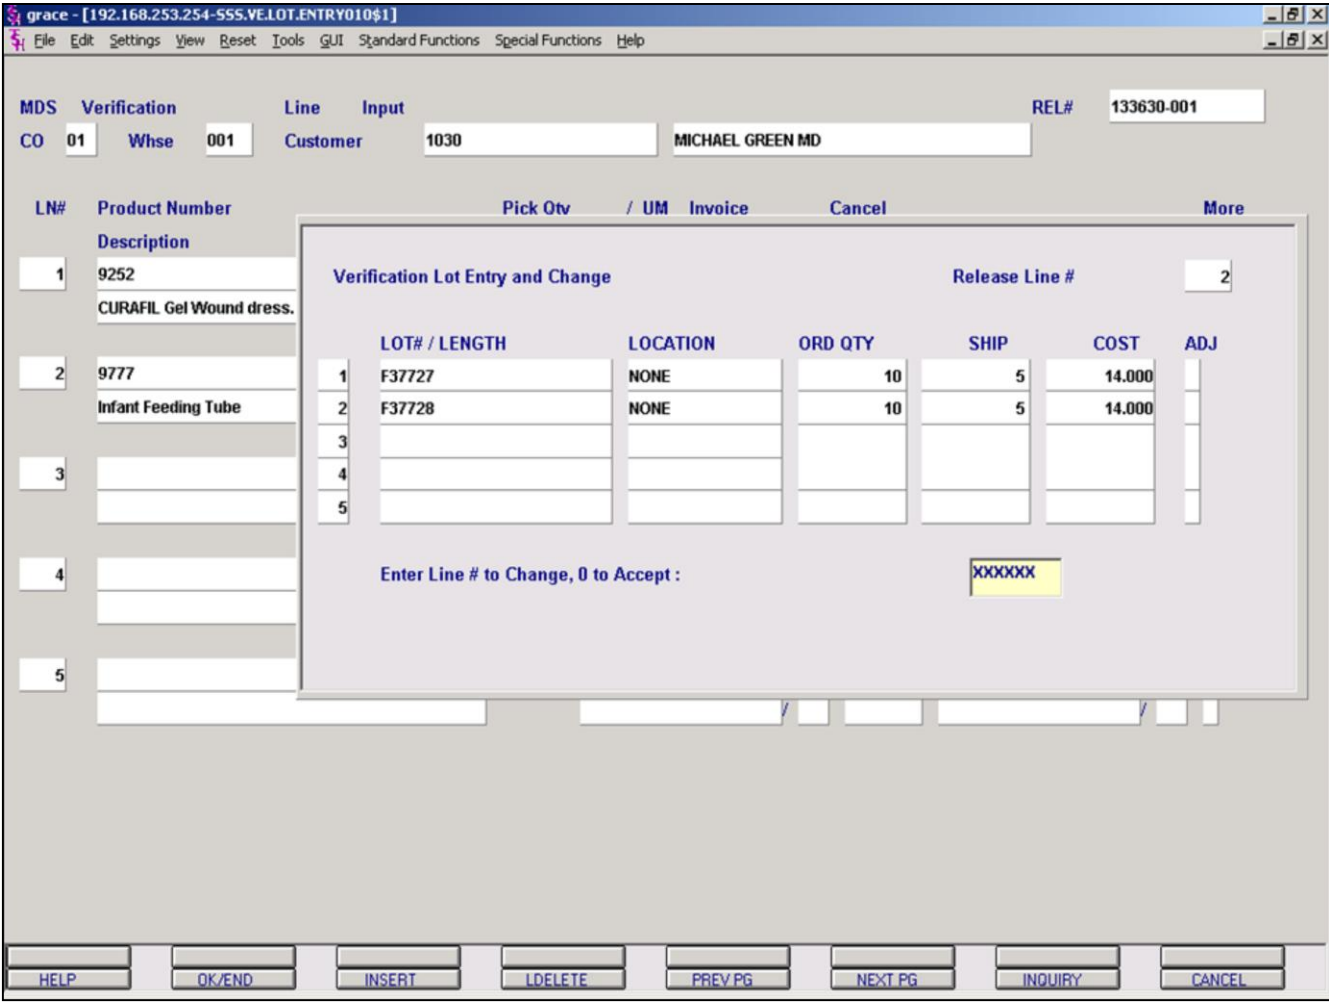 grace - [192.168.253.254-SSS.VE.LOT.ENTRY010$1]
File Edit Settings View Reset Tools GUI Standard Functions Special Functions Help
MDS Verification Line Input REL# 133630-001
CO 01 Whse 001 Customer 1030 MICHAEL GREEN MD
LN# Product Number Pick Qty / UM Invoice Cancel More
Description
1 9252
CURAFIL Gel Wound dress.
2 9777
Infant Feeding Tube
3
4
5
/ /
Verification Lot Entry and Change Release Line # 2
LOT# / LENGTH LOCATION ORD QTY SHIP COST ADJ
1 F37727 NONE 10 5 14.000
2 F37728 NONE 10 5 14.000
3
4
5
Enter Line # to Change, 0 to Accept : XXXXXX
HELP OK/END INSERT LDELETE PREV PG NEXT PG INQUIRY CANCEL